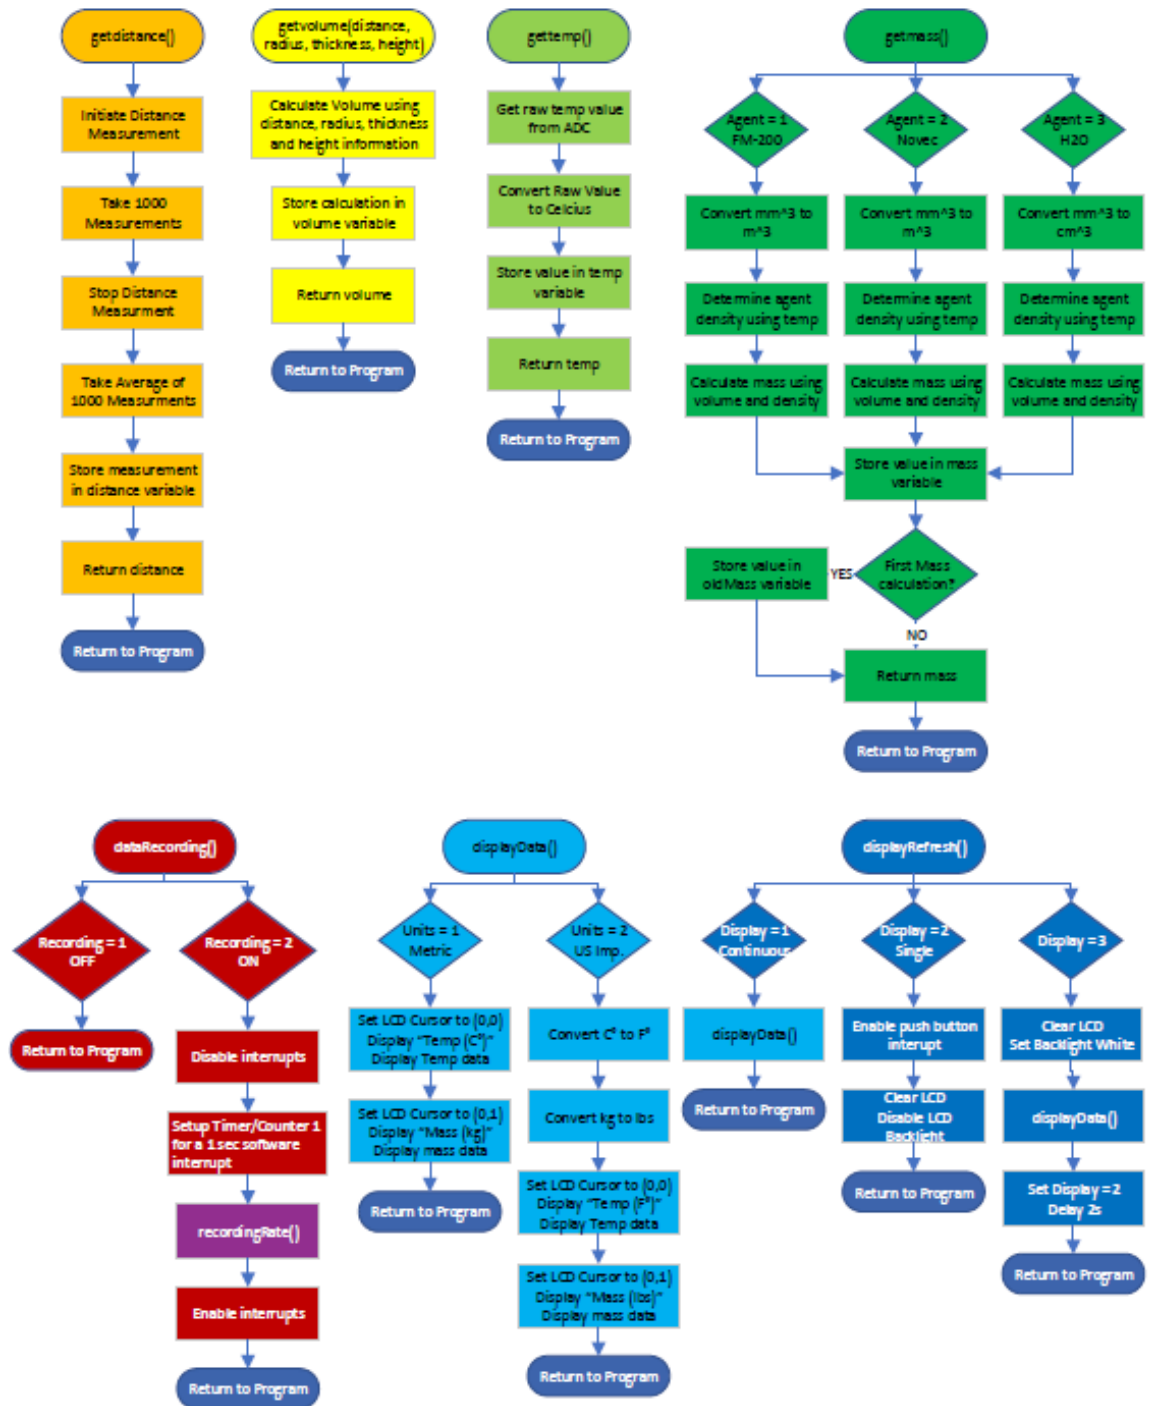 getdistance()
Initiate Distance
Measurement
Take 1000
Measurements
Stop Distance
Measurment
Take Average of
1000 Measurments
Store measurement
in distance variable
Return distance
Return to Program
getvolume(distance,
radius, thickness, height)
Calculate Volume using
distance, radius, thickness
and height information
Store calculation in
volume variable
Return volume
Return to Program
gettemp()
Get raw temp value
from ADC
Convert Raw Value
to Celcius
Store value in temp
variable
Return temp
Return to Program
getmass()
Agent = 1
FM-200
Convert mm^3 to
m^3
Determine agent
density using temp
Calculate mass using
volume and density
Agent = 2
Novec
Convert mm^3 to
m^3
Determine agent
density using temp
Calculate mass using
volume and density
Agent = 3
H2O
Convert mm^3 to
cm^3
Determine agent
density using temp
Calculate mass using
volume and density
Store value in mass
variable
First Mass
calculation?
YES
Store value in
oldMass variable
NO
Return mass
Return to Program
dataRecording()
Recording = 1
OFF
Return to Program
Recording = 2
ON
Disable interrupts
Setup Timer/Counter 1
for a 1 sec software
interrupt
recordingRate()
Enable interrupts
Return to Program
displayData()
Units = 1
Metric
Set LCD Cursor to (0,0)
Display "Temp (C°)"
Display Temp data
Set LCD Cursor to (0,1)
Display "Mass (kg)"
Display mass data
Return to Program
Units = 2
US Imp.
Convert C° to F°
Convert kg to lbs
Set LCD Cursor to (0,0)
Display "Temp (F°)"
Display Temp data
Set LCD Cursor to (0,1)
Display "Mass (lbs)"
Display mass data
Return to Program
displayRefresh()
Display = 1
Continuous
displayData()
Return to Program
Display = 2
Single
Enable push button
interupt
Clear LCD
Disable LCD
Backlight
Return to Program
Display = 3
Clear LCD
Set Backlight White
displayData()
Set Display = 2
Delay 2s
Return to Program